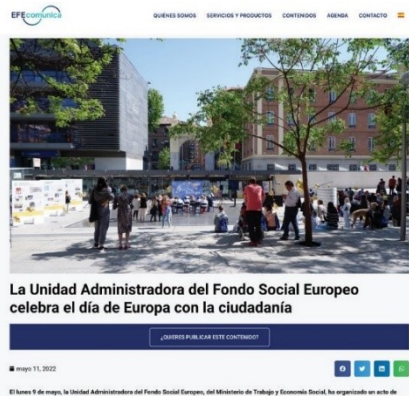 EFEcomunica
QUIÉNES SOMOS SERVICIOS Y PRODUCTOS CONTENIDOS AGENDA CONTACTO
La Unidad Administradora del Fondo Social Europeo
celebra el día de Europa con la ciudadanía
¿QUIERES PUBLICAR ESTE CONTENIDO?
mayo 11, 2022
El lunes 9 de mayo, la Unidad Administradora del Fondo Social Europeo, del Ministerio de Trabajo y Economía Social, ha organizado un acto de